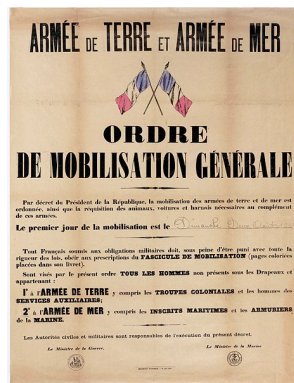 ARMÉE DE TERRE ET ARMÉE DE MER
ORDRE
DE MOBILISATION GÉNÉRALE
Par décret du Président de la République, la mobilisation des armées de terre et de mer est
ordonnée, ainsi que la réquisition des animaux, voitures et harnais nécessaires au complément
de ces armées.
Le premier jour de la mobilisation est le Dimanche
Tout Français soumis aux obligations militaires doit, sous peine d'être puni avec toute la
rigueur des lois, obéir aux prescriptions du FASCICULE DE MOBILISATION (pages coloriées
placées dans son livret).
Sont visés par le présent ordre TOUS LES HOMMES non présents sous les Drapeaux et
appartenant :
1° à l'ARMÉE DE TERRE y compris les TROUPES COLONIALES et les hommes des
SERVICES AUXILIAIRES;
2° à l'ARMÉE DE MER y compris les INSCRITS MARITIMES et les ARMURIERS
de la MARINE.
Les Autorités civiles et militaires sont responsables de l'exécution du présent décret.
Le Ministre de la Guerre, Le Ministre de la Marine,